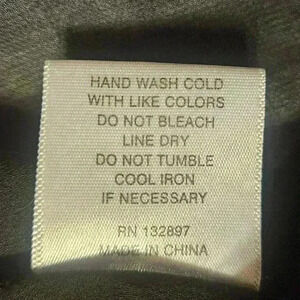 HAND WASH COLD
WITH LIKE COLORS
DO NOT BLEACH
LINE DRY
DO NOT TUMBLE
COOL IRON
IF NECESSARY
RN 132897
MADE IN CHINA